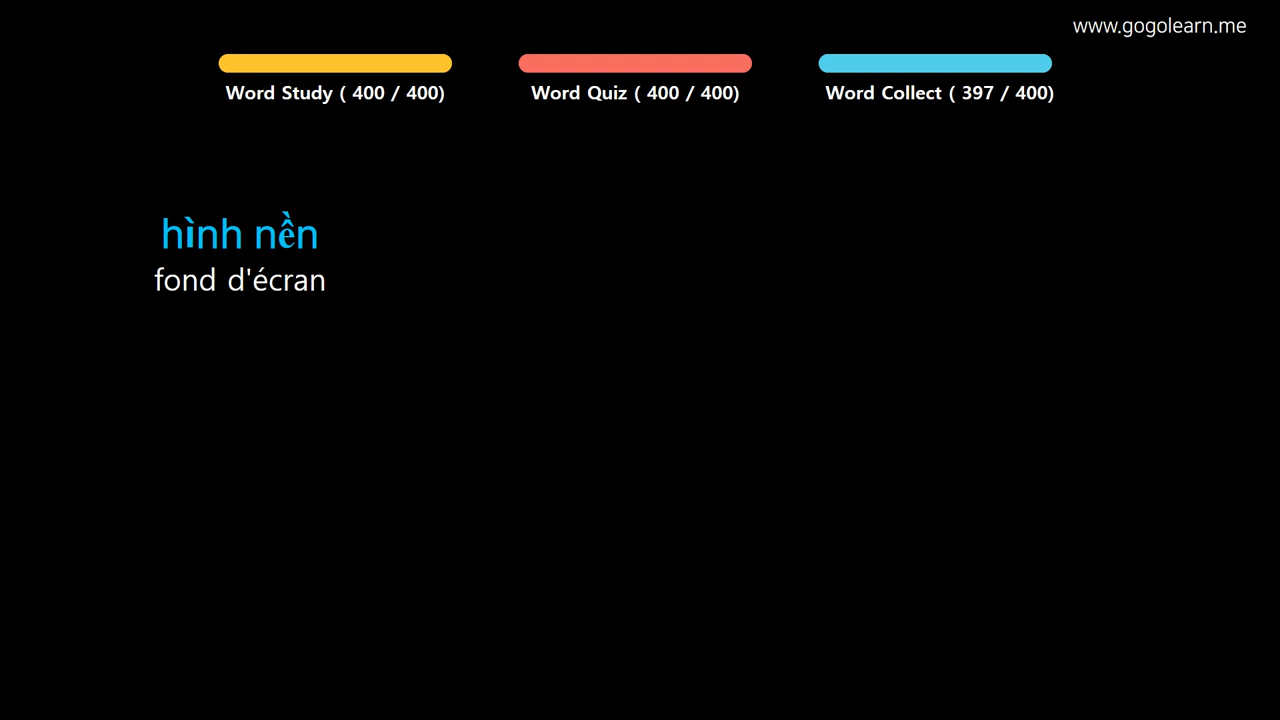 www.gogolearn.me
Word Study ( 400 / 400)
Word Quiz ( 400 / 400)
Word Collect ( 397 / 400)
hình nền
fond d'écran